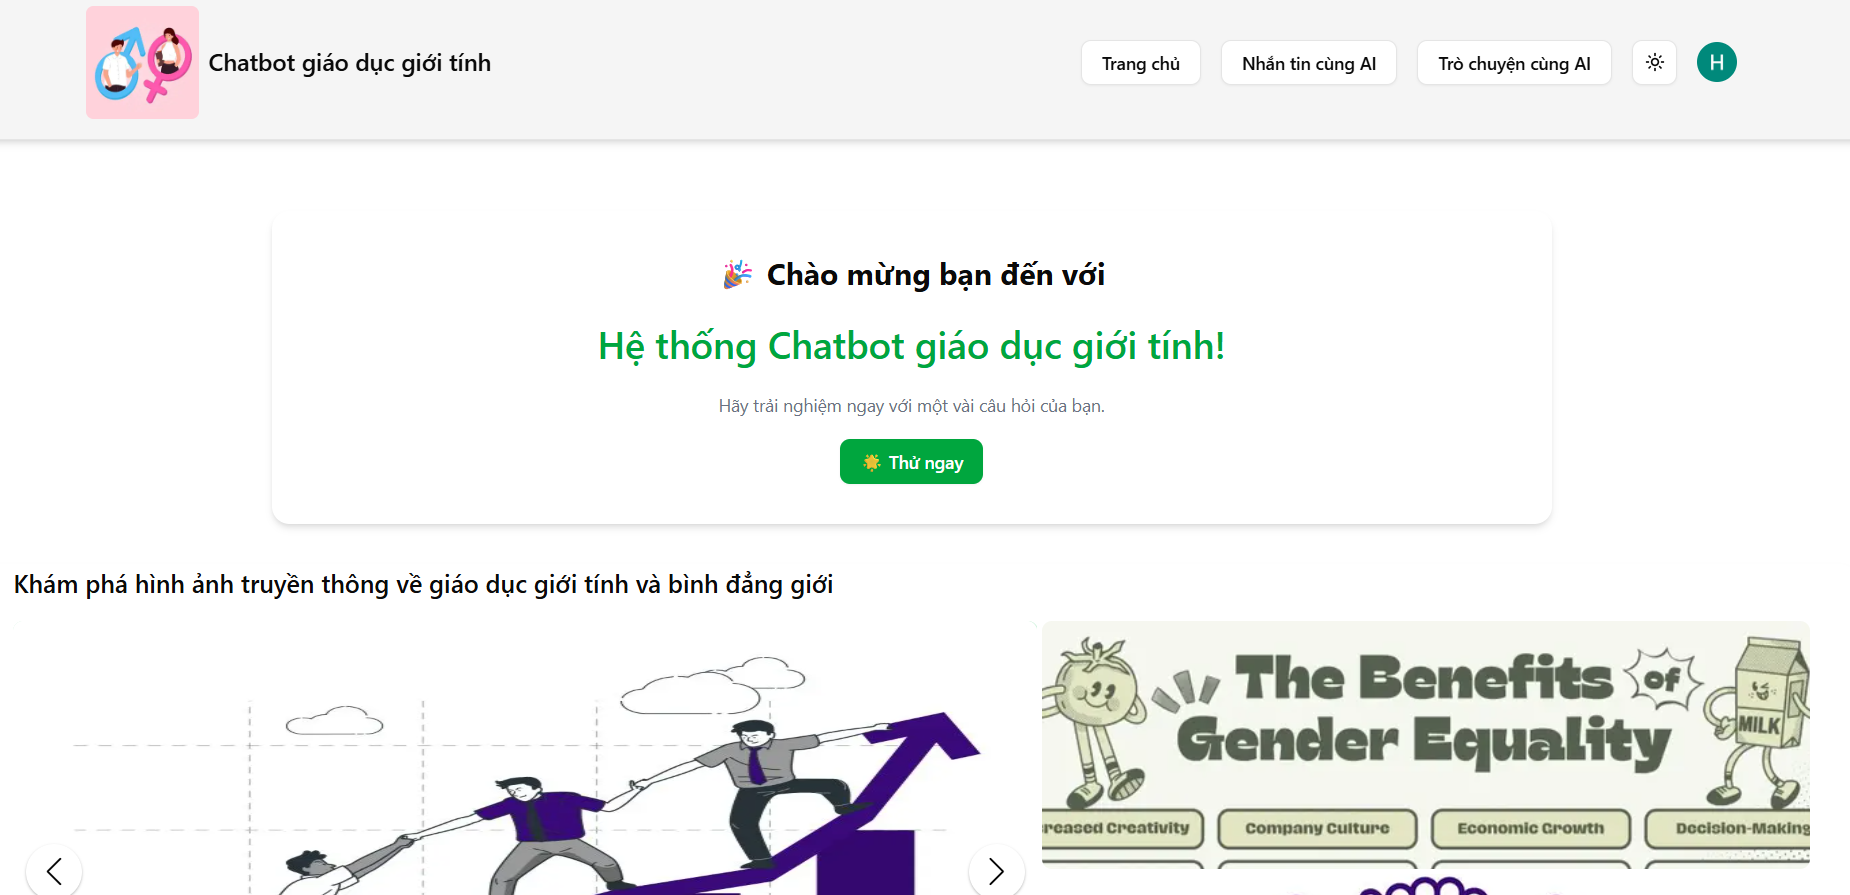 Chatbot giáo dục giới tính
Trang chủ
Nhắn tin cùng AI
Trò chuyện cùng AI
H
🎉 Chào mừng bạn đến với
Hệ thống Chatbot giáo dục giới tính!
Hãy trải nghiệm ngay với một vài câu hỏi của bạn.
🌟 Thử ngay
Khám phá hình ảnh truyền thông về giáo dục giới tính và bình đẳng giới
The Benefits of
Gender Equality
MILK
reased Creativity
Company Culture
Economic Growth
Decision-Making